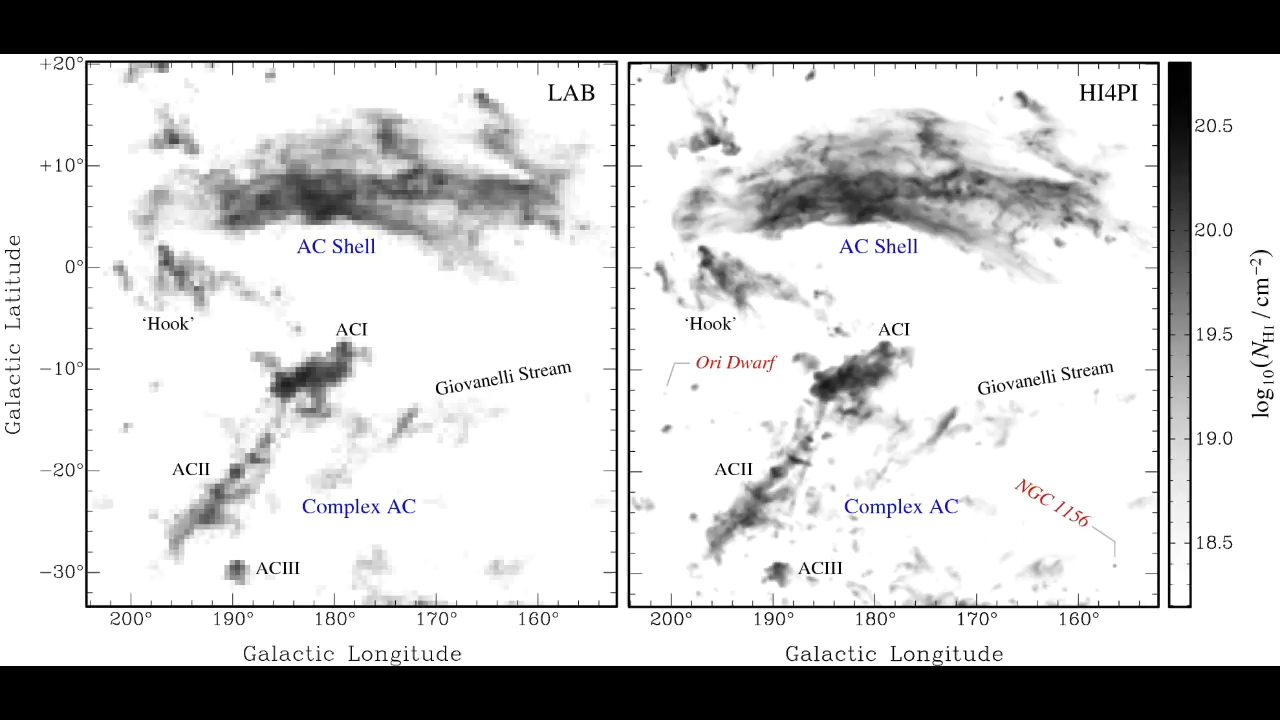 LAB
+20°
+10°
0°
−10°
−20°
−30°
Galactic Latitude
AC Shell
‘Hook’
ACI
Giovanelli Stream
ACII
Complex AC
ACIII
200°
190°
180°
170°
160°
Galactic Longitude
HI4PI
AC Shell
‘Hook’
ACI
Ori Dwarf
Giovanelli Stream
ACII
NGC 1156
Complex AC
ACIII
200°
190°
180°
170°
160°
Galactic Longitude
20.5
20.0
19.5
19.0
18.5
log₁₀(N_HI / cm⁻²)